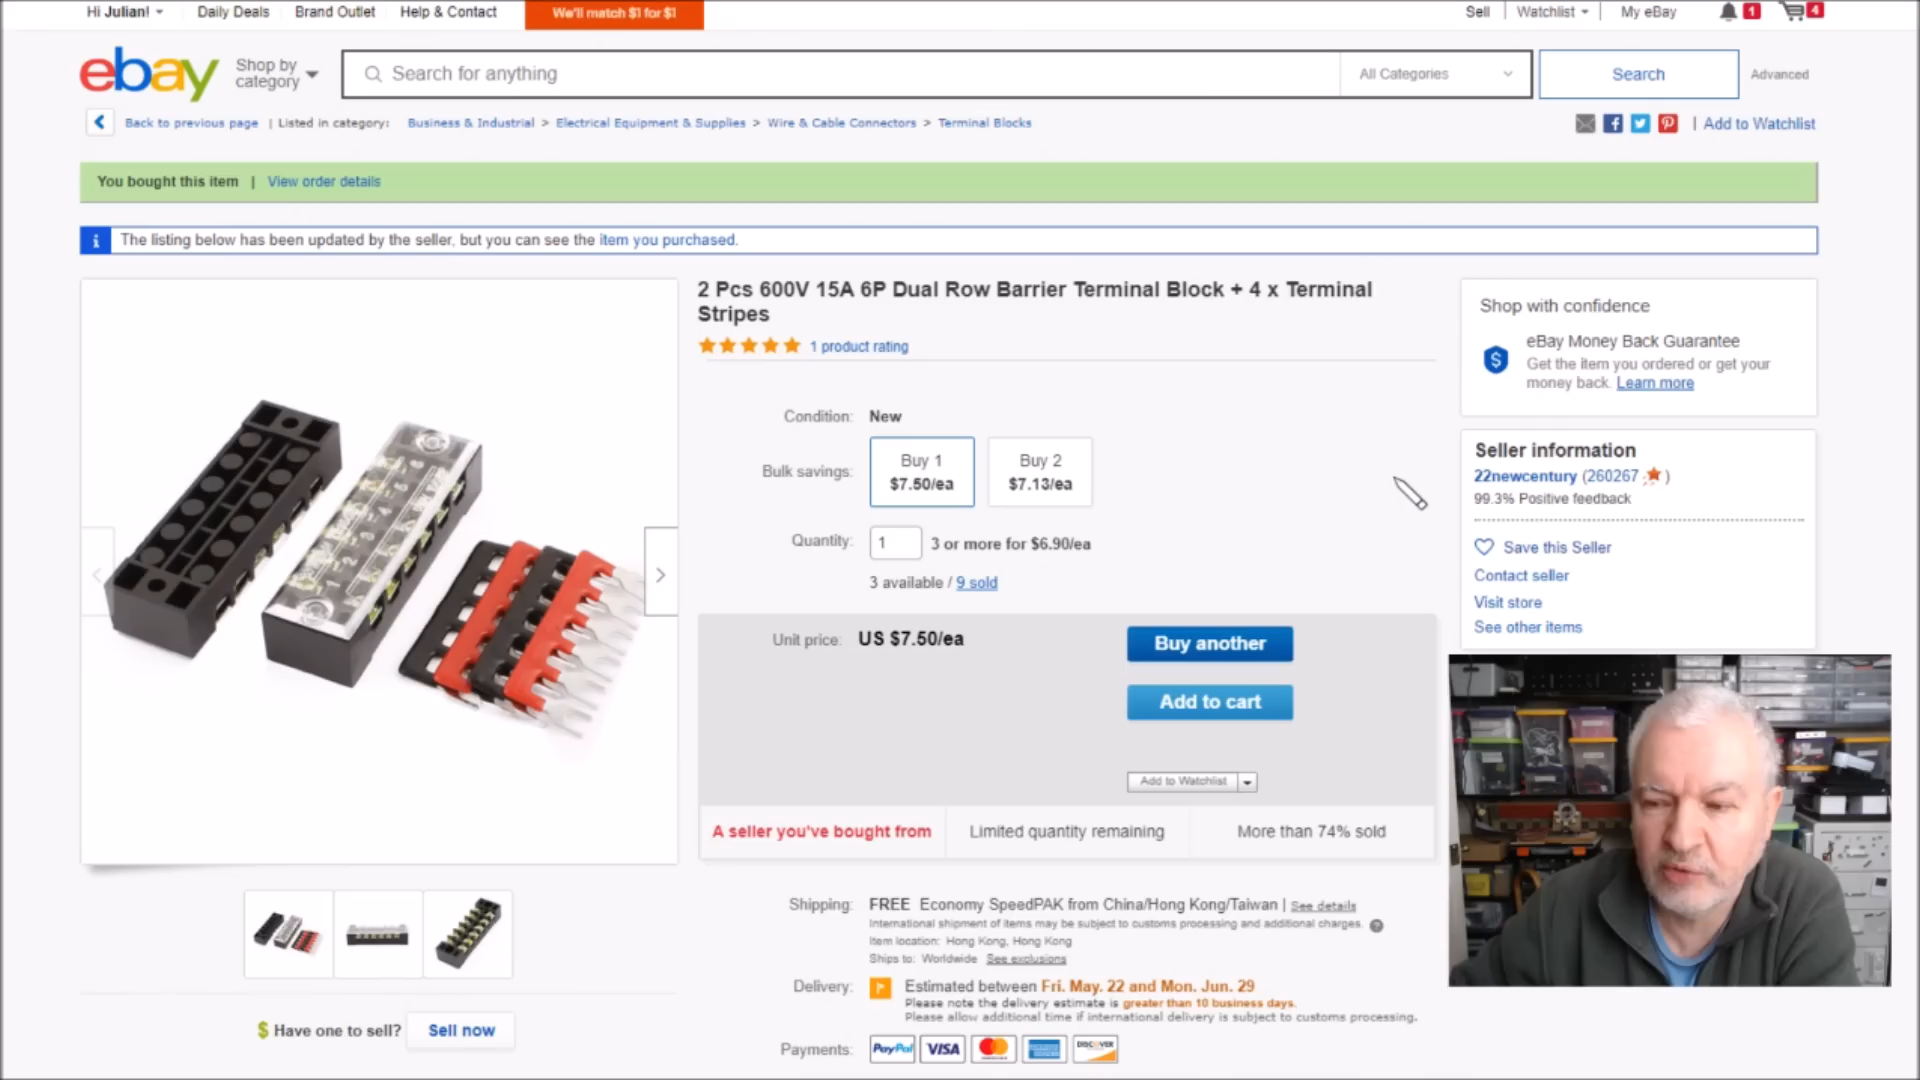 Hi Julian!
Daily Deals
Brand Outlet
Help & Contact
We'll match $1 for $1
Sell
Watchlist
My eBay
1
4
ebay
Shop by
category
Search for anything
All Categories
Search
Advanced
Back to previous page | Listed in category: Business & Industrial > Electrical Equipment & Supplies > Wire & Cable Connectors > Terminal Blocks
| Add to Watchlist
You bought this item | View order details
The listing below has been updated by the seller, but you can see the item you purchased.
2 Pcs 600V 15A 6P Dual Row Barrier Terminal Block + 4 x Terminal
Stripes
1 product rating
Condition: New
Bulk savings:
Buy 1
$7.50/ea
Buy 2
$7.13/ea
Quantity: 1 3 or more for $6.90/ea
3 available / 9 sold
Unit price: US $7.50/ea
Buy another
Add to cart
Add to Watchlist
A seller you've bought from
Limited quantity remaining
More than 74% sold
Shipping: FREE Economy SpeedPAK from China/Hong Kong/Taiwan | See details
International shipment of items may be subject to customs processing and additional charges.
Item location: Hong Kong, Hong Kong
Ships to: Worldwide See exclusions
Delivery: Estimated between Fri. May. 22 and Mon. Jun. 29
Please note the delivery estimate is greater than 10 business days.
Please allow additional time if international delivery is subject to customs processing.
Payments: PayPal VISA DISCOVER
Shop with confidence
eBay Money Back Guarantee
Get the item you ordered or get your
money back. Learn more
Seller information
22newcentury (260267)
99.3% Positive feedback
Save this Seller
Contact seller
Visit store
See other items
$ Have one to sell? Sell now